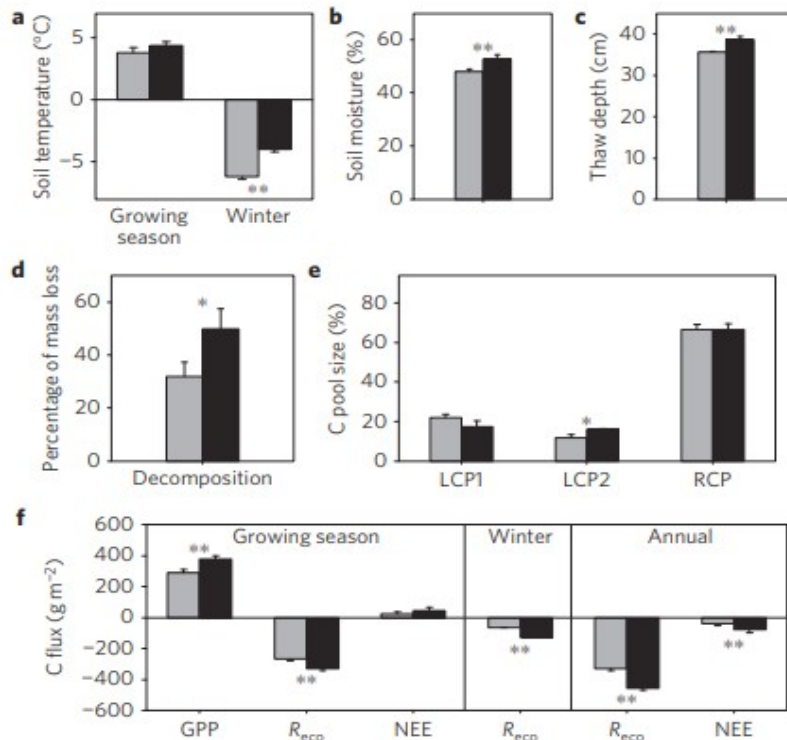 a
Soil temperature (°C)
5
0
−5
**
Growing
season
Winter
b
Soil moisture (%)
60
40
20
0
**
c
Thaw depth (cm)
40
30
20
10
0
**
d
Percentage of mass loss
60
40
20
0
*
Decomposition
e
C pool size (%)
80
60
40
20
0
*
LCP1
LCP2
RCP
f
C flux (g m⁻²)
600
400
200
0
−200
−400
−600
Growing season
Winter
Annual
**
**
**
**
**
GPP
R_eco
NEE
R_eco
R_eco
NEE